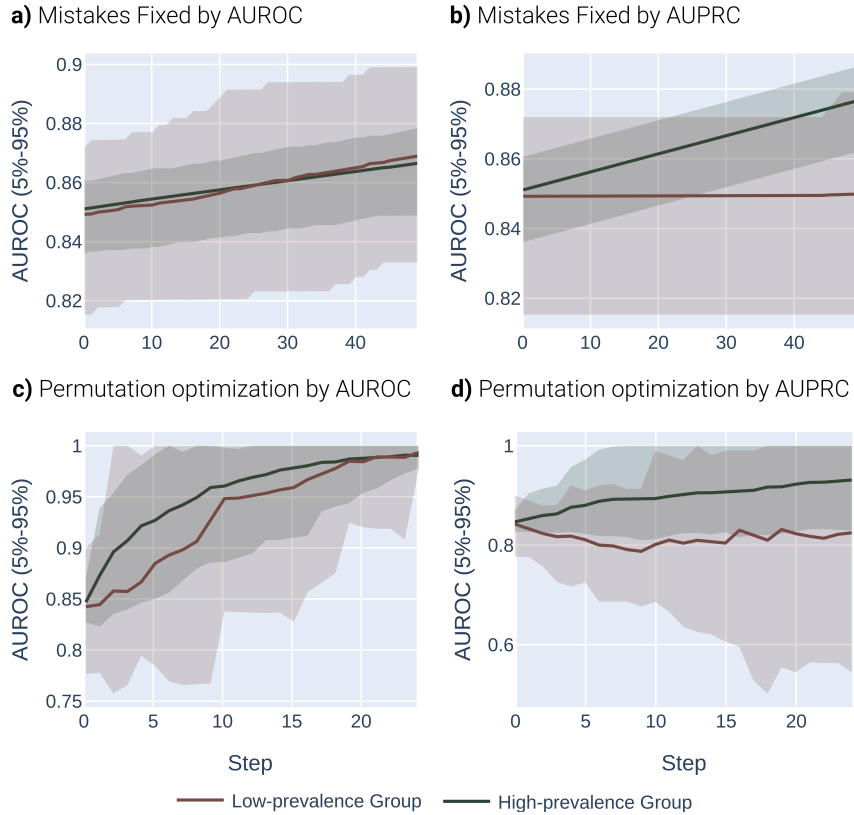 a) Mistakes Fixed by AUROC
b) Mistakes Fixed by AUPRC
AUROC (5%-95%)
0.9
0.88
0.86
0.84
0.82
0 10 20 30 40
AUROC (5%-95%)
0.88
0.86
0.84
0.82
0 10 20 30 40
c) Permutation optimization by AUROC
d) Permutation optimization by AUPRC
AUROC (5%-95%)
1
0.95
0.9
0.85
0.8
0.75
0 5 10 15 20
Step
AUROC (5%-95%)
1
0.8
0.6
0 5 10 15 20
Step
Low-prevalence Group
High-prevalence Group